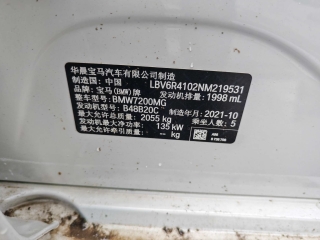 华晨宝马汽车有限公司制造
制造国：中国 LBV6R4102NM219531
品牌：宝马(BMW)牌 发动机排量：1998 mL
整车型号：BMW7200MG
发动机型号：B48B20C 制造年月：2021-10
最大允许总质量：2055 kg 乘坐人数：5
发动机最大净功率：135 kW
最大允许牵引质量：- kg